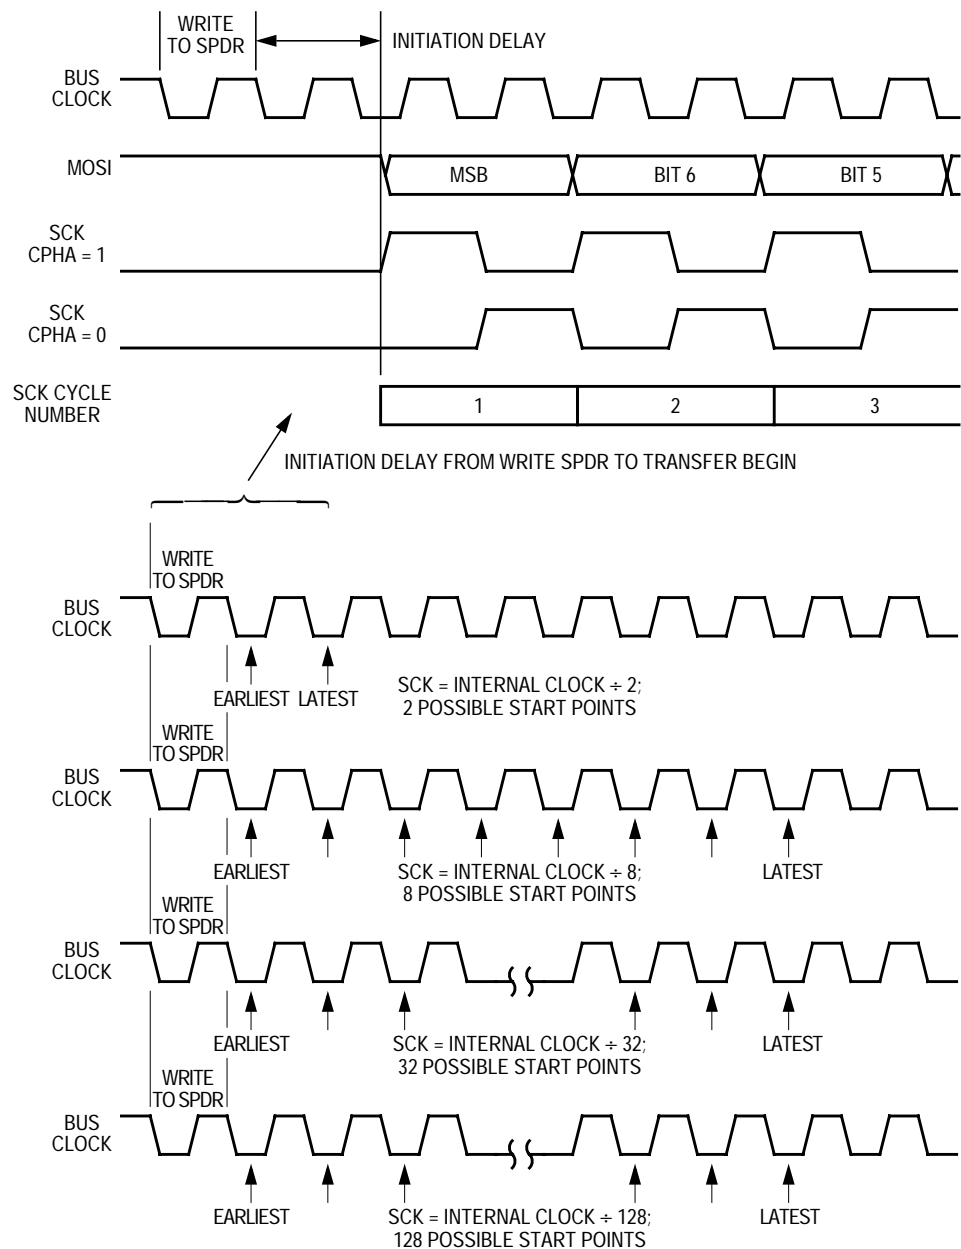 WRITE
TO SPDR
INITIATION DELAY
BUS
CLOCK
MOSI
MSB
BIT 6
BIT 5
SCK
CPHA = 1
SCK
CPHA = 0
SCK CYCLE
NUMBER
1
2
3
INITIATION DELAY FROM WRITE SPDR TO TRANSFER BEGIN
WRITE
TO SPDR
BUS
CLOCK
EARLIEST
LATEST
SCK = INTERNAL CLOCK ÷ 2;
2 POSSIBLE START POINTS
WRITE
TO SPDR
BUS
CLOCK
EARLIEST
SCK = INTERNAL CLOCK ÷ 8;
8 POSSIBLE START POINTS
LATEST
WRITE
TO SPDR
BUS
CLOCK
EARLIEST
SCK = INTERNAL CLOCK ÷ 32;
32 POSSIBLE START POINTS
LATEST
WRITE
TO SPDR
BUS
CLOCK
EARLIEST
SCK = INTERNAL CLOCK ÷ 128;
128 POSSIBLE START POINTS
LATEST